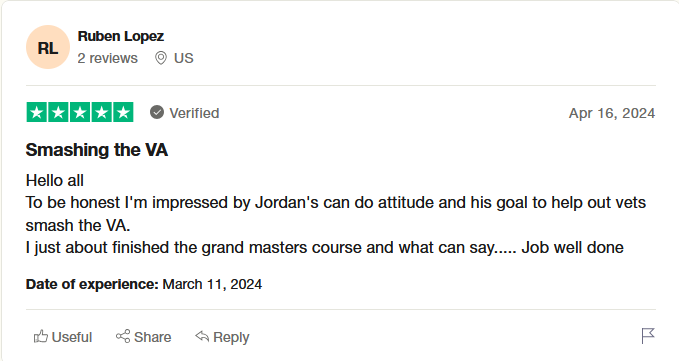 RL
Ruben Lopez
2 reviews US
Verified
Apr 16, 2024
Smashing the VA
Hello all
To be honest I'm impressed by Jordan's can do attitude and his goal to help out vets
smash the VA.
I just about finished the grand masters course and what can say..... Job well done
Date of experience: March 11, 2024
Useful Share Reply